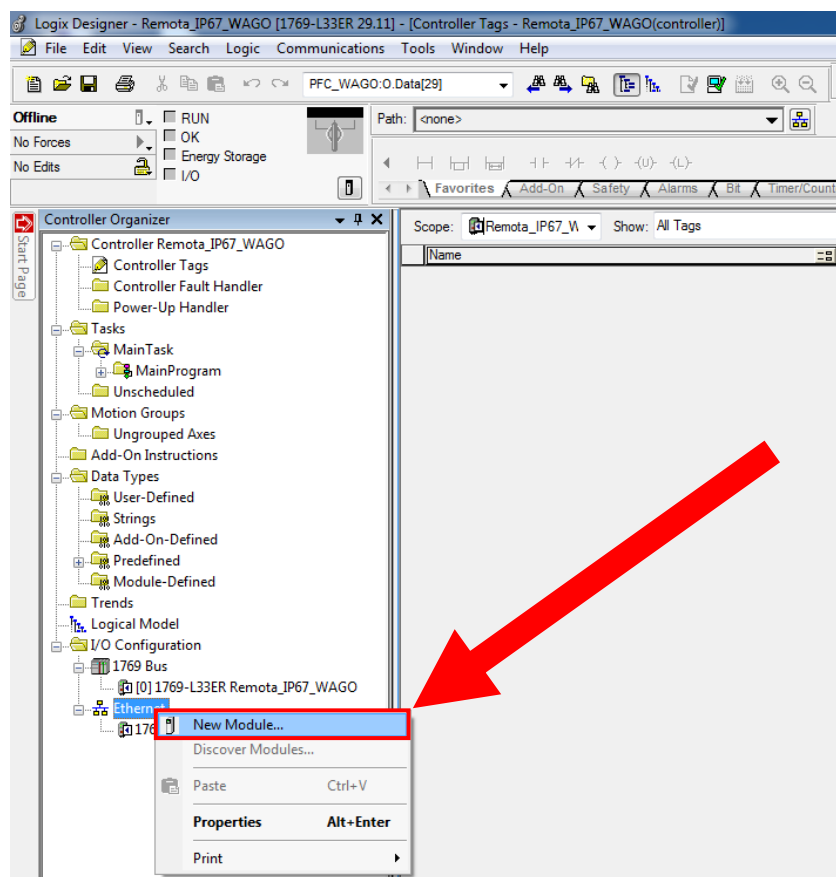 Logix Designer - Remota_IP67_WAGO [1769-L33ER 29.11] - [Controller Tags - Remota_IP67_WAGO(controller)]
File Edit View Search Logic Communications Tools Window Help
PFC_WAGO:O.Data[29]
Offline
RUN
Path: <none>
No Forces
OK
No Edits
Energy Storage
I/O
Favorites Add-On Safety Alarms Bit Timer/Count
Start Page
Controller Organizer
Scope: Remota_IP67_W Show: All Tags
Name
Controller Remota_IP67_WAGO
Controller Tags
Controller Fault Handler
Power-Up Handler
Tasks
MainTask
MainProgram
Unscheduled
Motion Groups
Ungrouped Axes
Add-On Instructions
Data Types
User-Defined
Strings
Add-On-Defined
Predefined
Module-Defined
Trends
Logical Model
I/O Configuration
1769 Bus
[0] 1769-L33ER Remota_IP67_WAGO
Ethernet
176
New Module...
Discover Modules...
Paste Ctrl+V
Properties Alt+Enter
Print